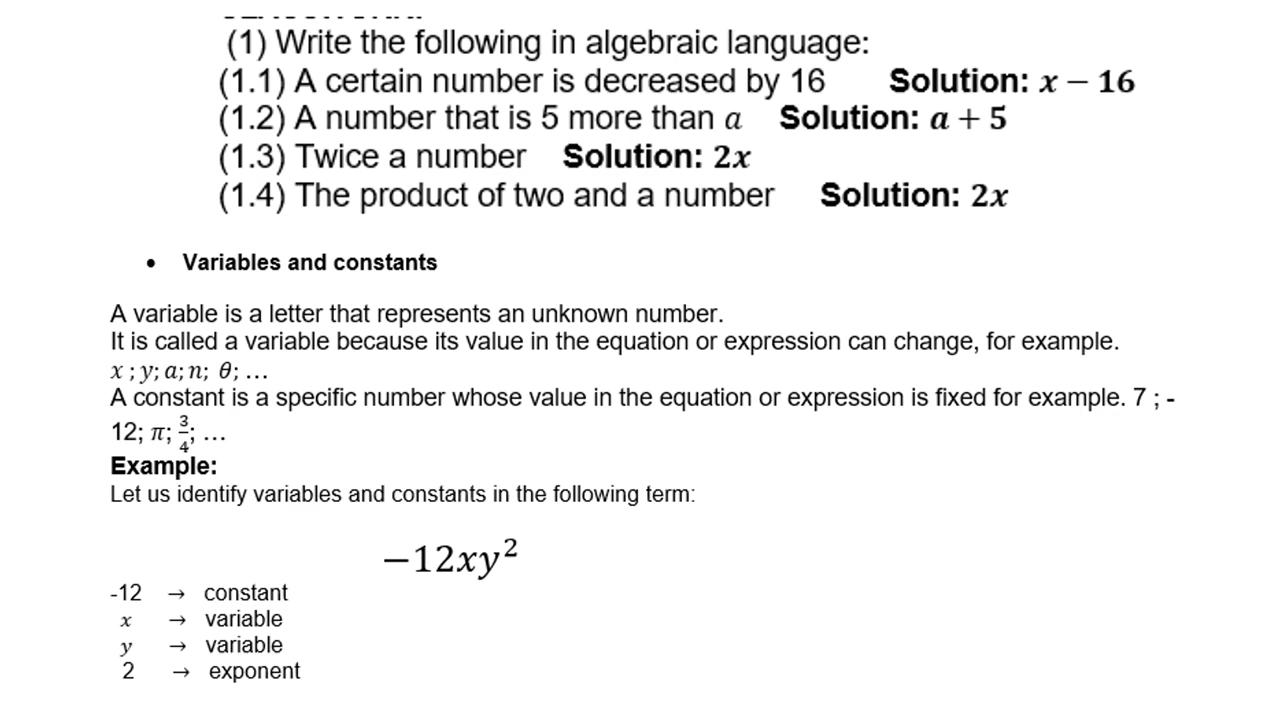 (1) Write the following in algebraic language:
(1.1) A certain number is decreased by 16 Solution: x − 16
(1.2) A number that is 5 more than a Solution: a + 5
(1.3) Twice a number Solution: 2x
(1.4) The product of two and a number Solution: 2x
• Variables and constants
A variable is a letter that represents an unknown number.
It is called a variable because its value in the equation or expression can change, for example.
x ; y; a; n; θ; …
A constant is a specific number whose value in the equation or expression is fixed for example. 7 ; -
12; π; 3/4; …
Example:
Let us identify variables and constants in the following term:
−12xy²
-12 → constant
x → variable
y → variable
2 → exponent